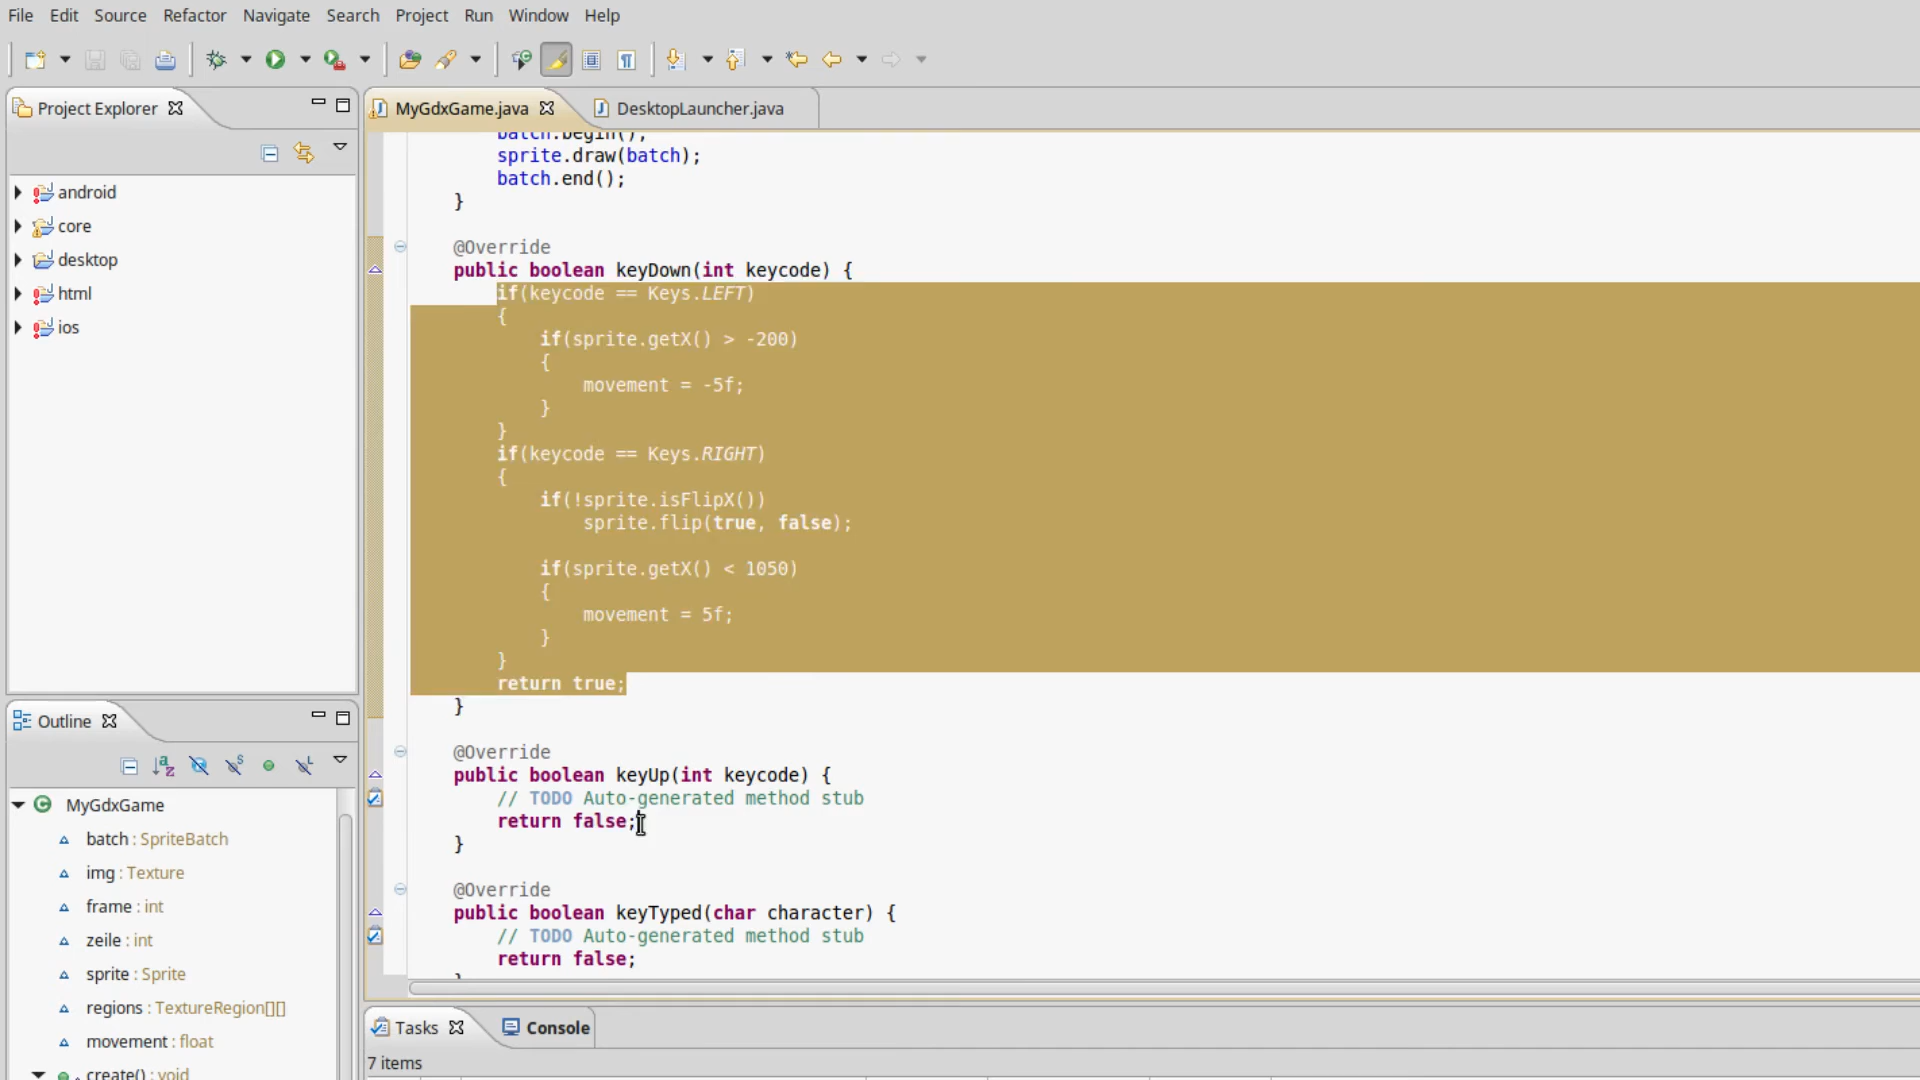 File Edit Source Refactor Navigate Search Project Run Window Help
Project Explorer
android
core
desktop
html
ios
Outline
MyGdxGame
batch : SpriteBatch
img : Texture
frame : int
zeile : int
sprite : Sprite
regions : TextureRegion[][]
movement : float
create() : void
MyGdxGame.java DesktopLauncher.java
batch.begin();
sprite.draw(batch);
batch.end();
}
@Override
public boolean keyDown(int keycode) {
if(keycode == Keys.LEFT)
{
if(sprite.getX() > -200)
{
movement = -5f;
}
}
if(keycode == Keys.RIGHT)
{
if(!sprite.isFlipX())
sprite.flip(true, false);
if(sprite.getX() < 1050)
{
movement = 5f;
}
}
return true;
}
@Override
public boolean keyUp(int keycode) {
// TODO Auto-generated method stub
return false;
}
@Override
public boolean keyTyped(char character) {
// TODO Auto-generated method stub
return false;
}
Tasks Console
7 items